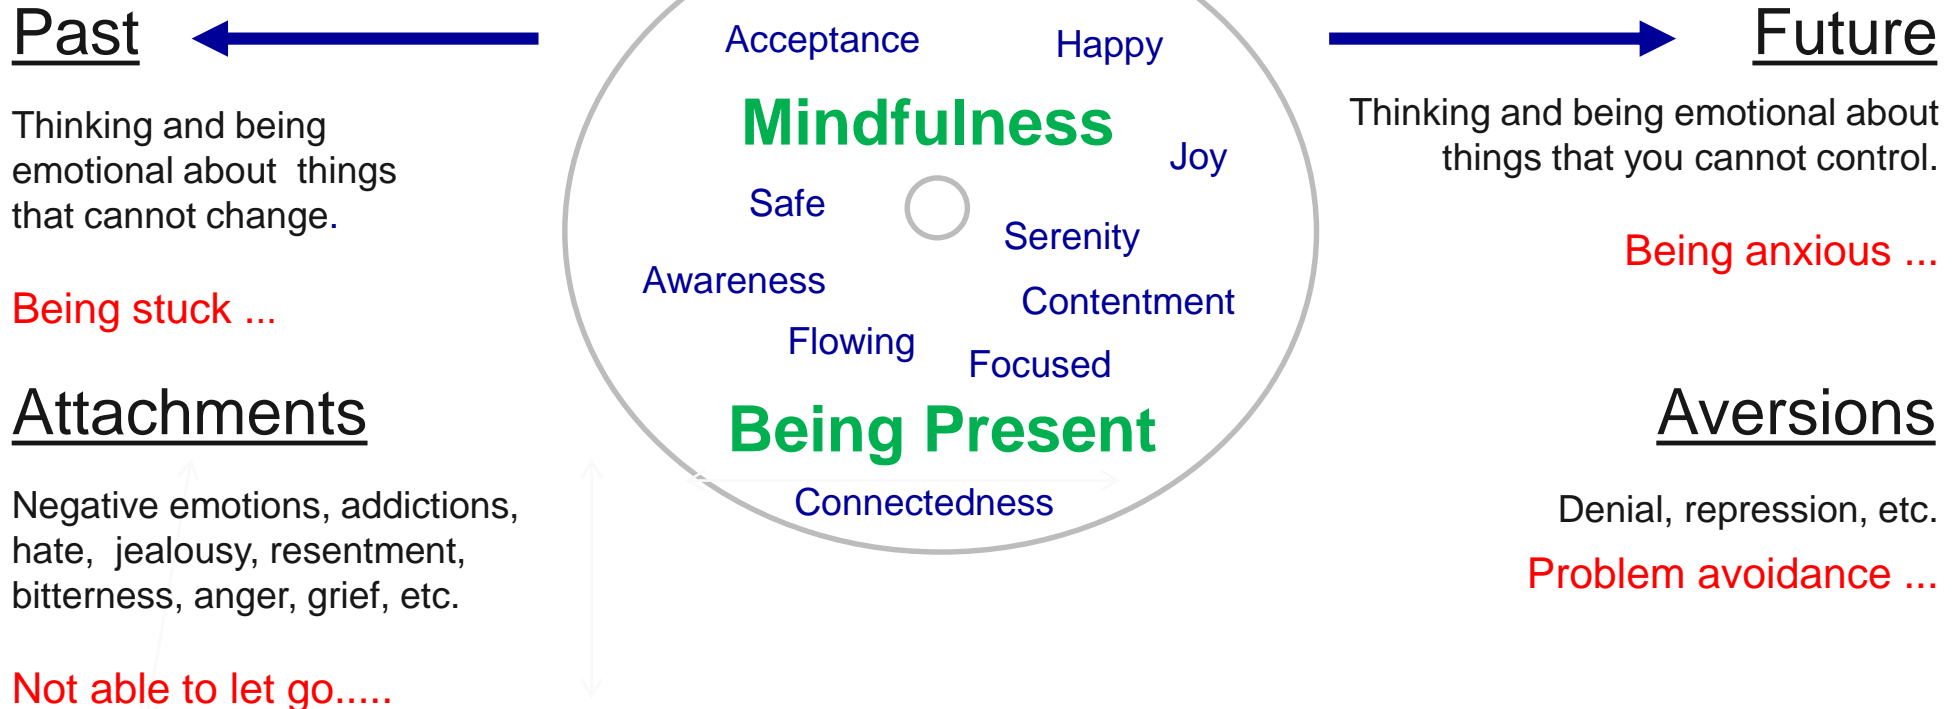 Past
Thinking and being
emotional about things
that cannot change.
Being stuck ...
Attachments
Negative emotions, addictions,
hate, jealousy, resentment,
bitterness, anger, grief, etc.
Not able to let go.....
Acceptance
Happy
Mindfulness
Joy
Safe
Serenity
Awareness
Contentment
Flowing
Focused
Being Present
Connectedness
Future
Thinking and being emotional about
things that you cannot control.
Being anxious ...
Aversions
Denial, repression, etc.
Problem avoidance ...